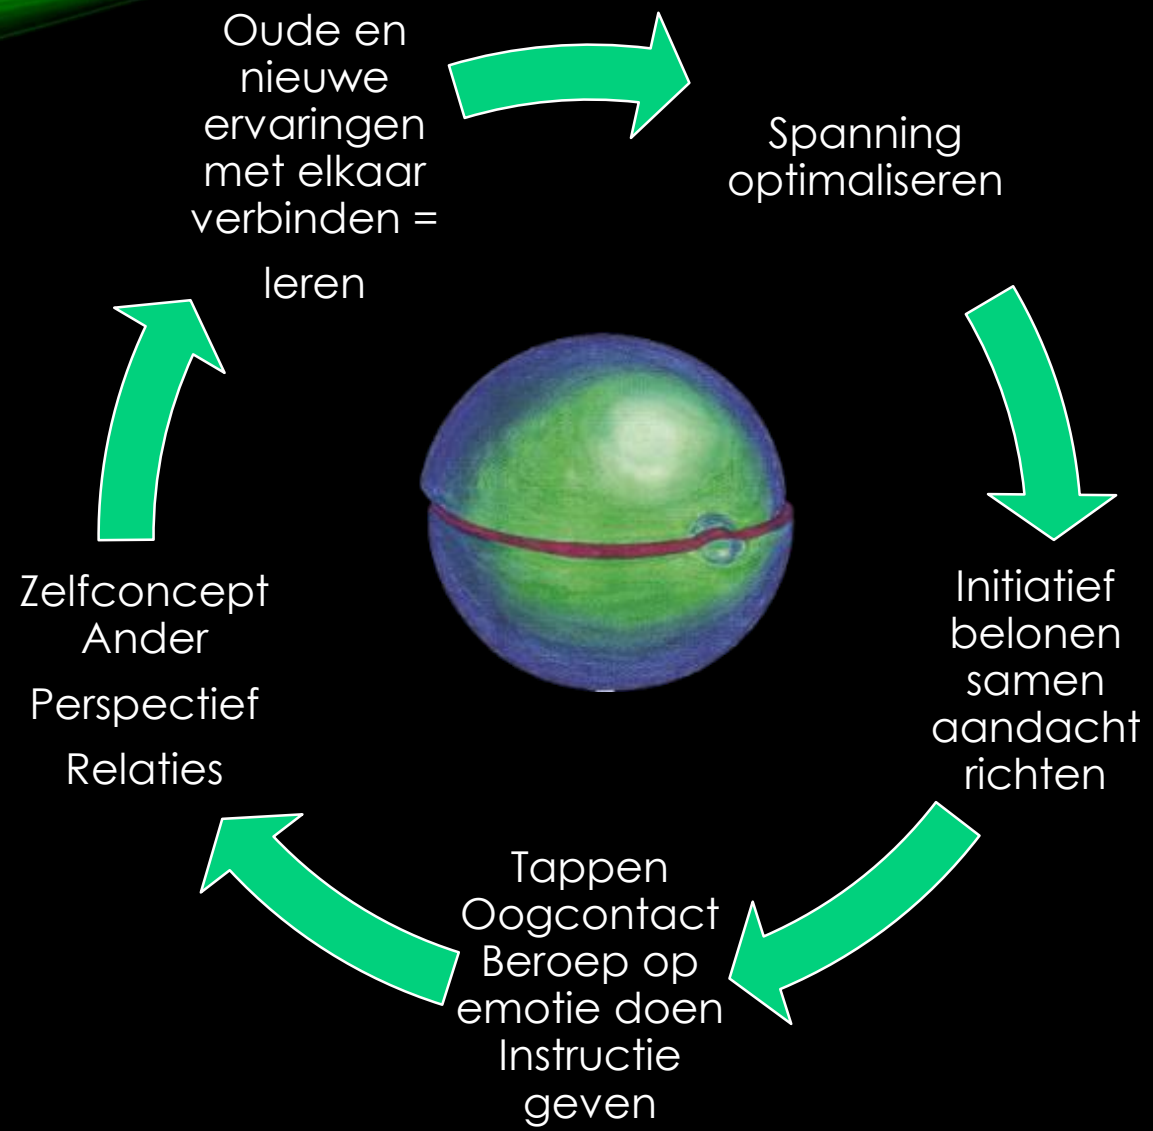 Oude en
nieuwe
ervaringen
met elkaar
verbinden =
leren
Spanning
optimaliseren
Initiatief
belonen
samen
aandacht
richten
Tappen
Oogcontact
Beroep op
emotie doen
Instructie
geven
Zelfconcept
Ander
Perspectief
Relaties